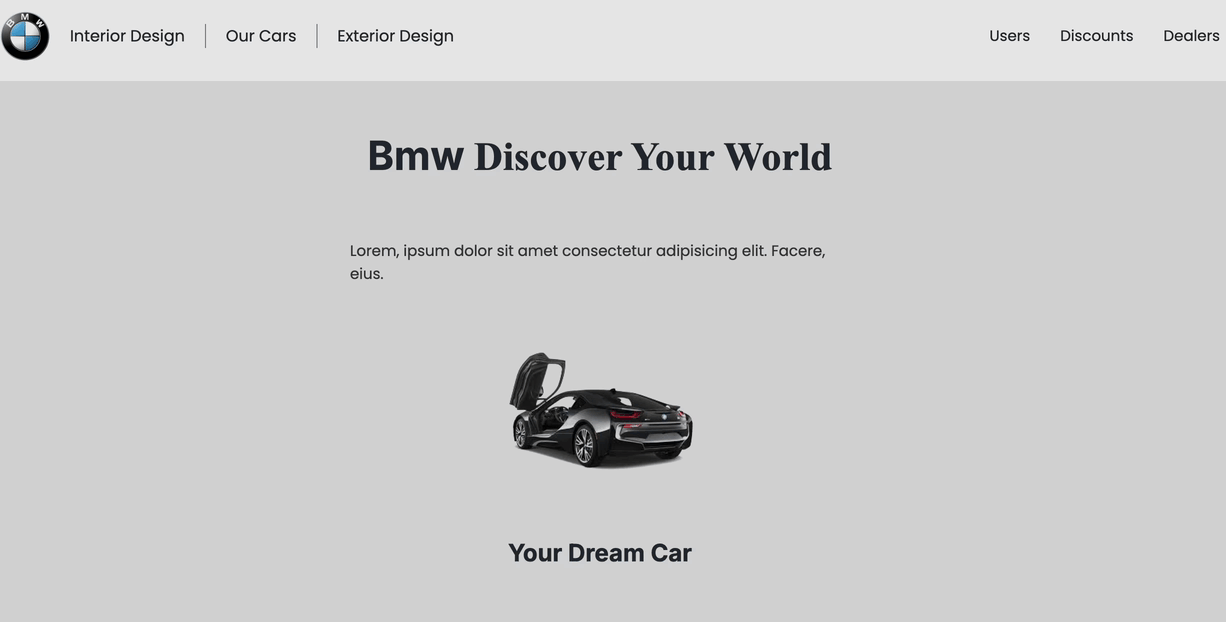 BMW
Interior Design
Our Cars
Exterior Design
Users
Discounts
Dealers
Bmw Discover Your World
Lorem, ipsum dolor sit amet consectetur adipisicing elit. Facere,
eius.
Your Dream Car